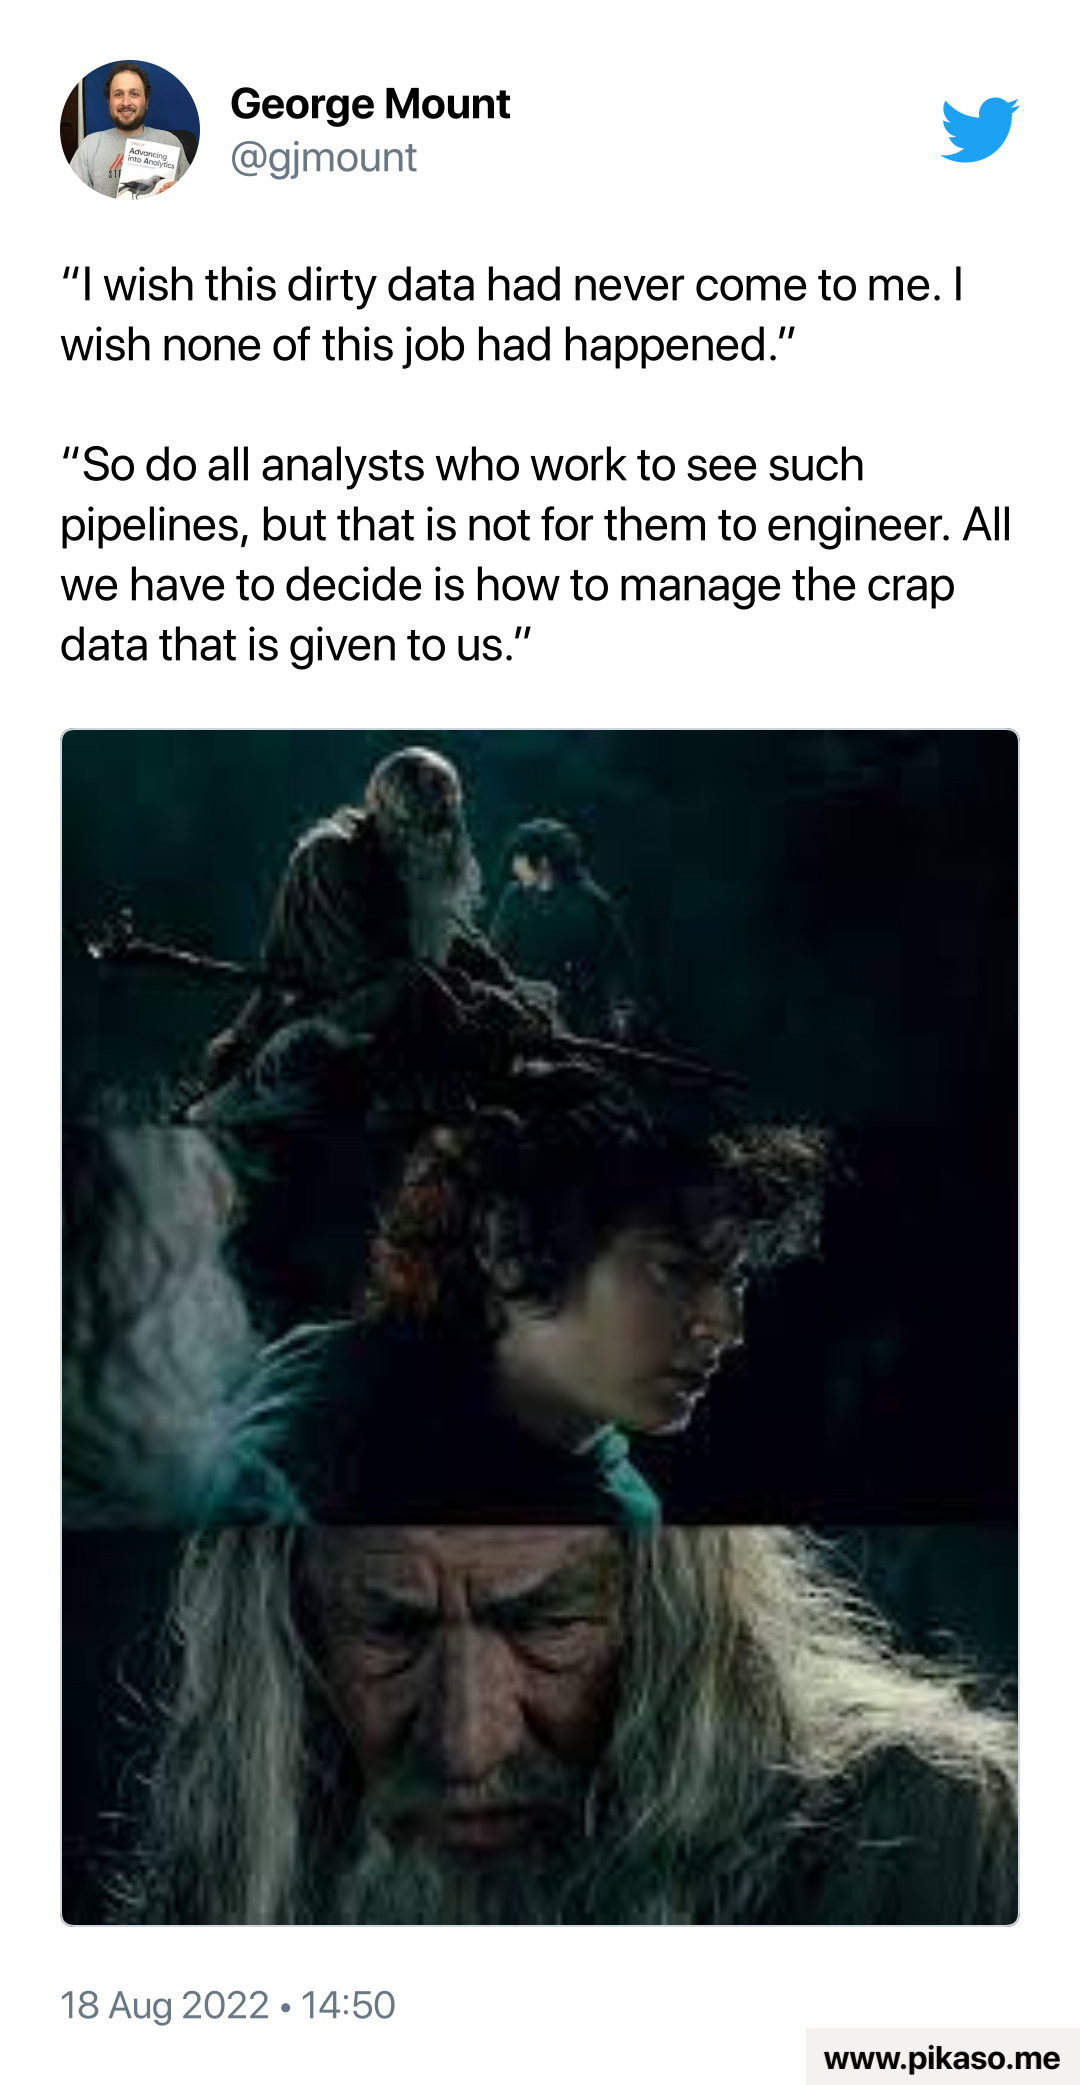 George Mount
@gjmount
Advancing
into Analytics
“I wish this dirty data had never come to me. I
wish none of this job had happened.”
“So do all analysts who work to see such
pipelines, but that is not for them to engineer. All
we have to decide is how to manage the crap
data that is given to us.”
18 Aug 2022 • 14:50
www.pikaso.me